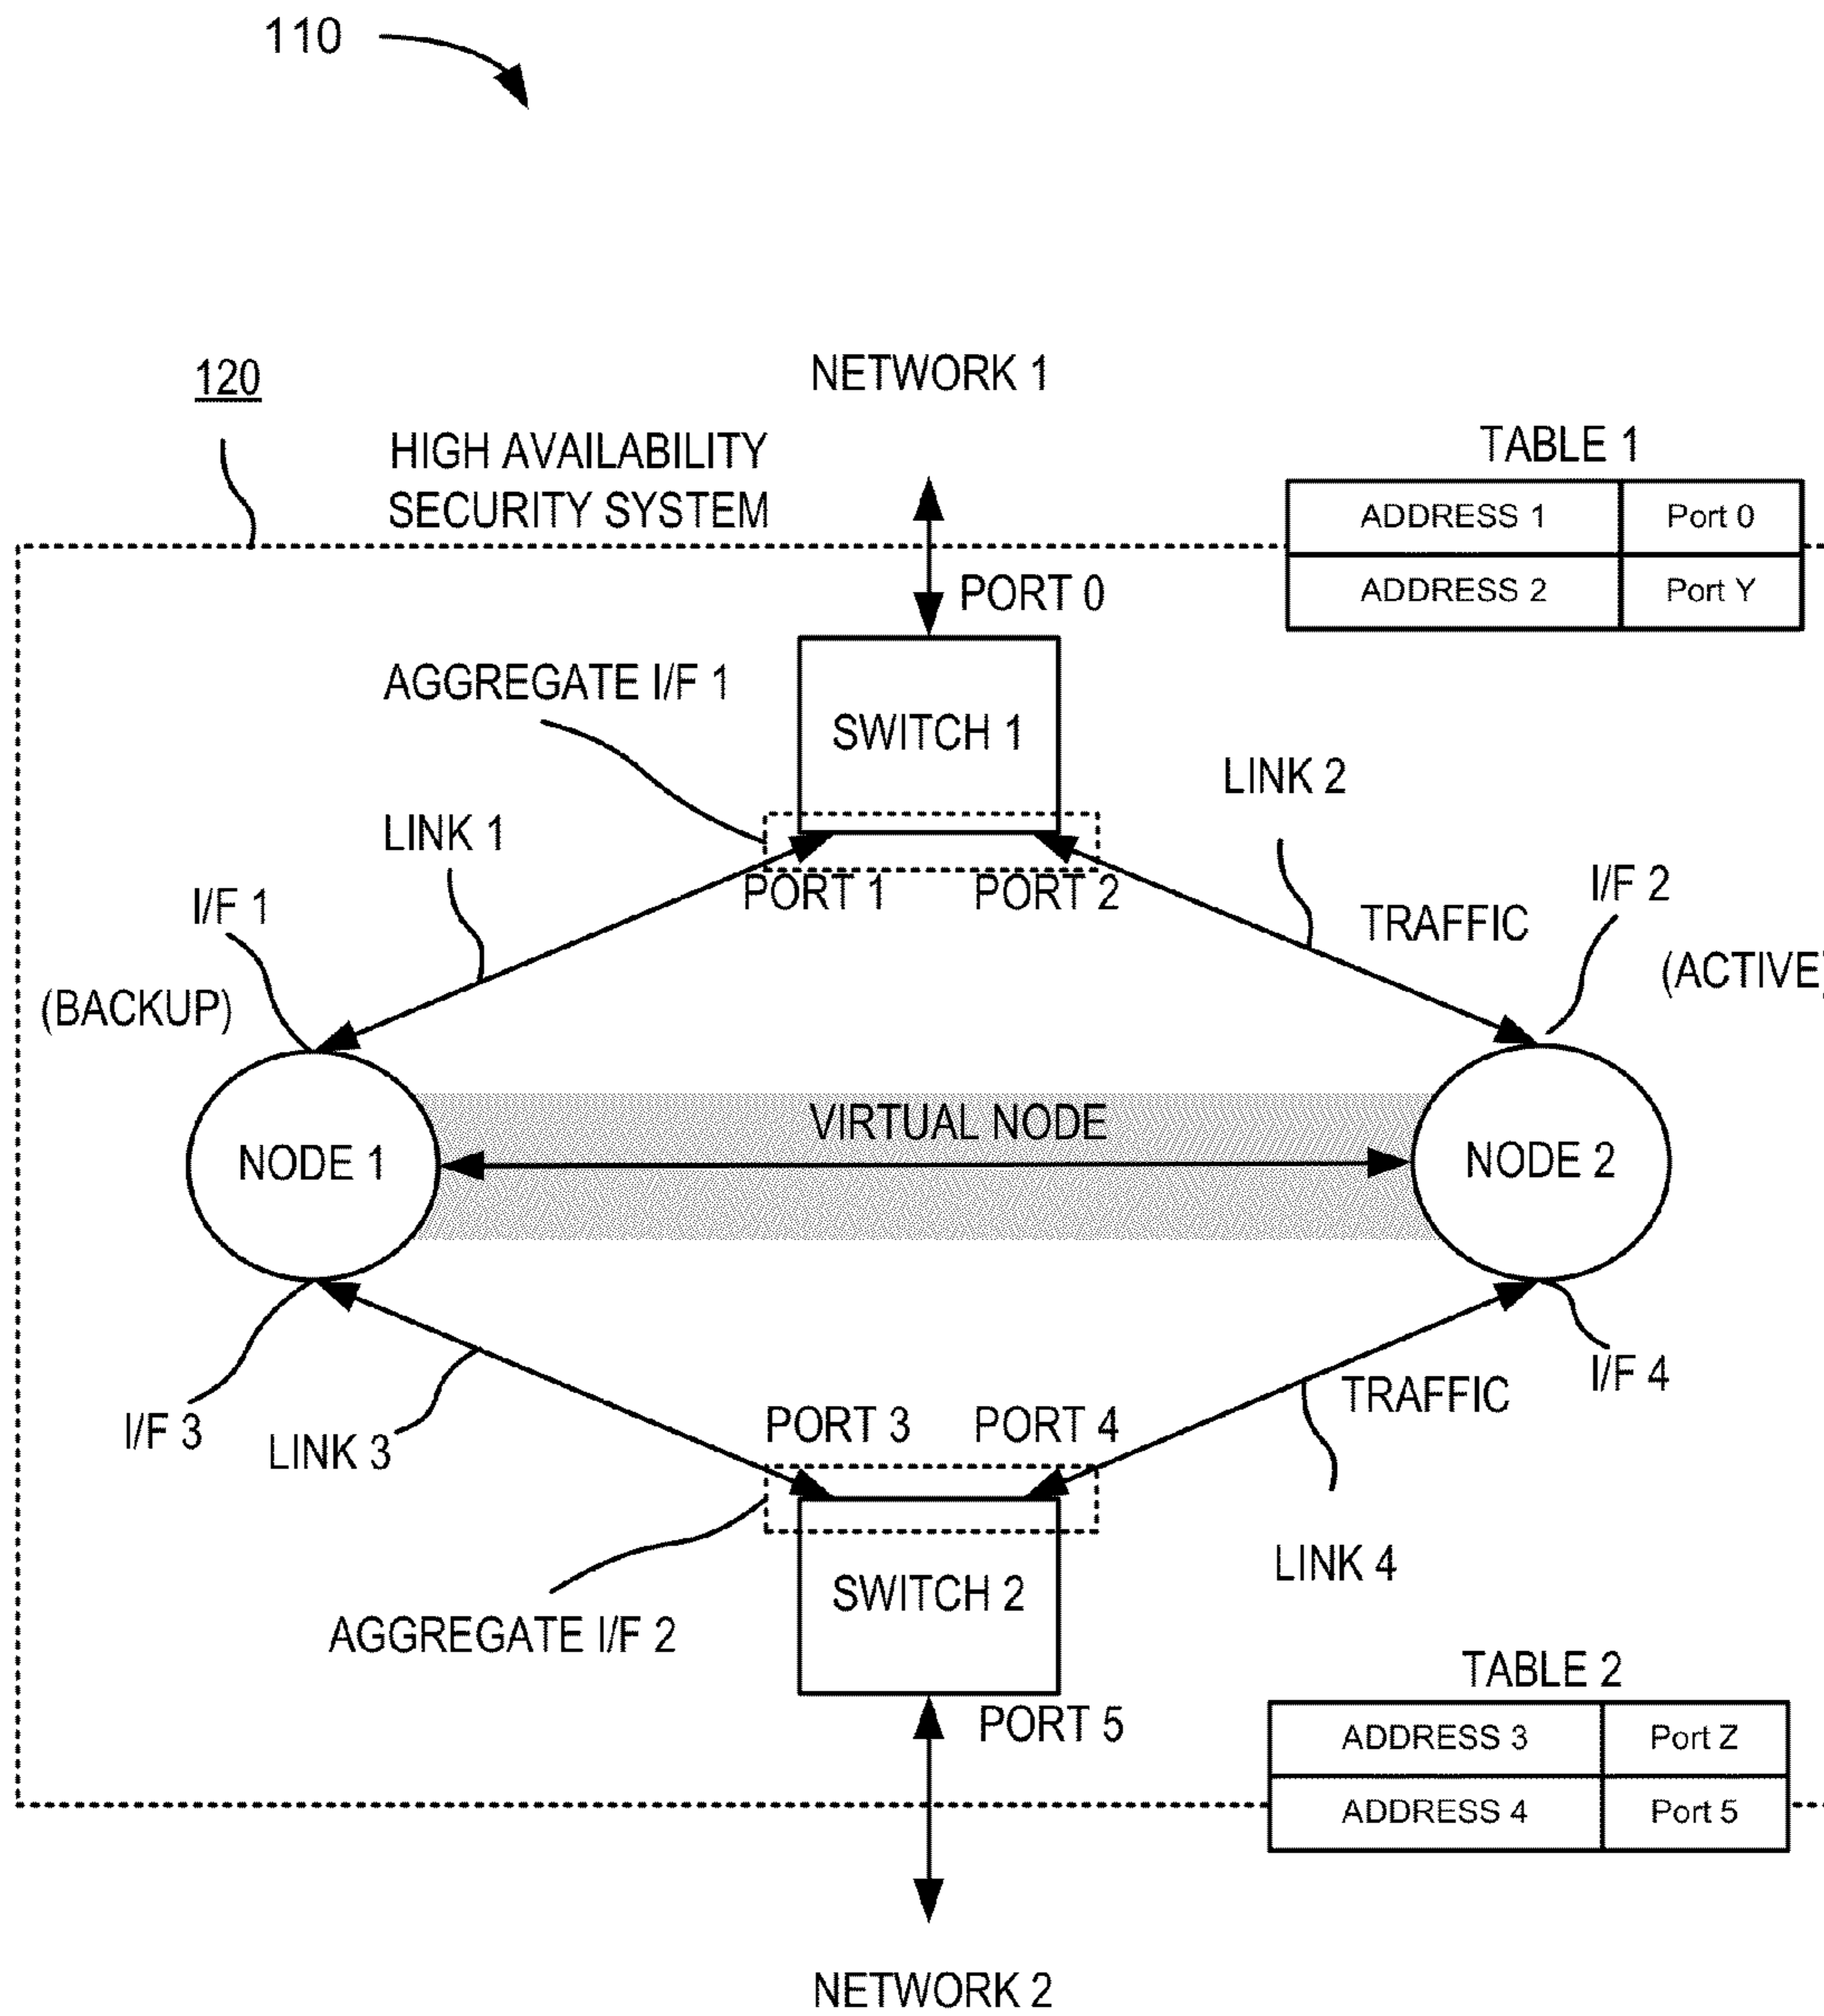 110
120
NETWORK 1
HIGH AVAILABILITY
SECURITY SYSTEM
TABLE 1
ADDRESS 1 Port 0
ADDRESS 2 Port Y
PORT 0
AGGREGATE I/F 1
SWITCH 1
LINK 2
LINK 1
PORT 1 PORT 2
I/F 1
I/F 2
TRAFFIC
(BACKUP)
(ACTIVE)
VIRTUAL NODE
NODE 1
NODE 2
I/F 3
LINK 3
PORT 3 PORT 4
TRAFFIC
I/F 4
LINK 4
SWITCH 2
AGGREGATE I/F 2
TABLE 2
PORT 5
ADDRESS 3 Port Z
ADDRESS 4 Port 5
NETWORK 2